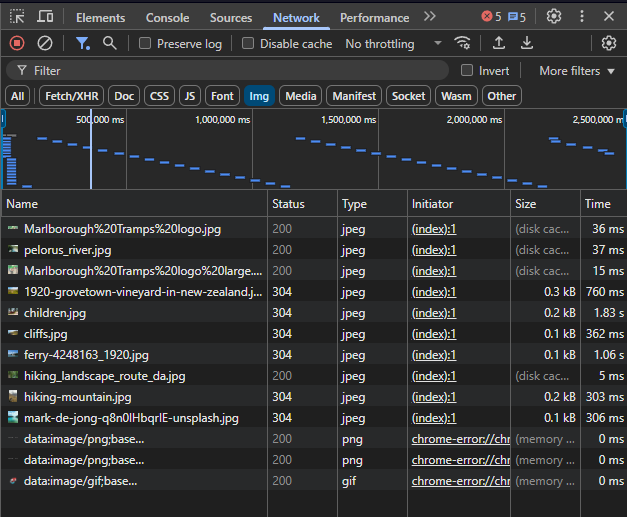 Elements Console Sources Network Performance 5 5
Preserve log Disable cache No throttling
Filter Invert More filters
All Fetch/XHR Doc CSS JS Font Img Media Manifest Socket Wasm Other
500,000 ms 1,000,000 ms 1,500,000 ms 2,000,000 ms 2,500,000 m
Name Status Type Initiator Size Time
Marlborough%20Tramps%20logo.jpg 200 jpeg (index):1 (disk cac... 36 ms
pelorus_river.jpg 200 jpeg (index):1 (disk cac... 37 ms
Marlborough%20Tramps%20logo%20large.... 200 jpeg (index):1 (disk cac... 15 ms
1920-grovetown-vineyard-in-new-zealand.j... 304 jpeg (index):1 0.3 kB 760 ms
children.jpg 304 jpeg (index):1 0.2 kB 1.83 s
cliffs.jpg 304 jpeg (index):1 0.1 kB 362 ms
ferry-4248163_1920.jpg 304 jpeg (index):1 0.1 kB 1.06 s
hiking_landscape_route_da.jpg 200 jpeg (index):1 (disk cac... 5 ms
hiking-mountain.jpg 304 jpeg (index):1 0.2 kB 303 ms
mark-de-jong-q8n0lHbqrlE-unsplash.jpg 304 jpeg (index):1 0.1 kB 306 ms
data:image/png;base... 200 png chrome-error://chr (memory ... 0 ms
data:image/png;base... 200 png chrome-error://chr (memory ... 0 ms
data:image/gif;base... 200 gif chrome-error://chr (memory ... 0 ms